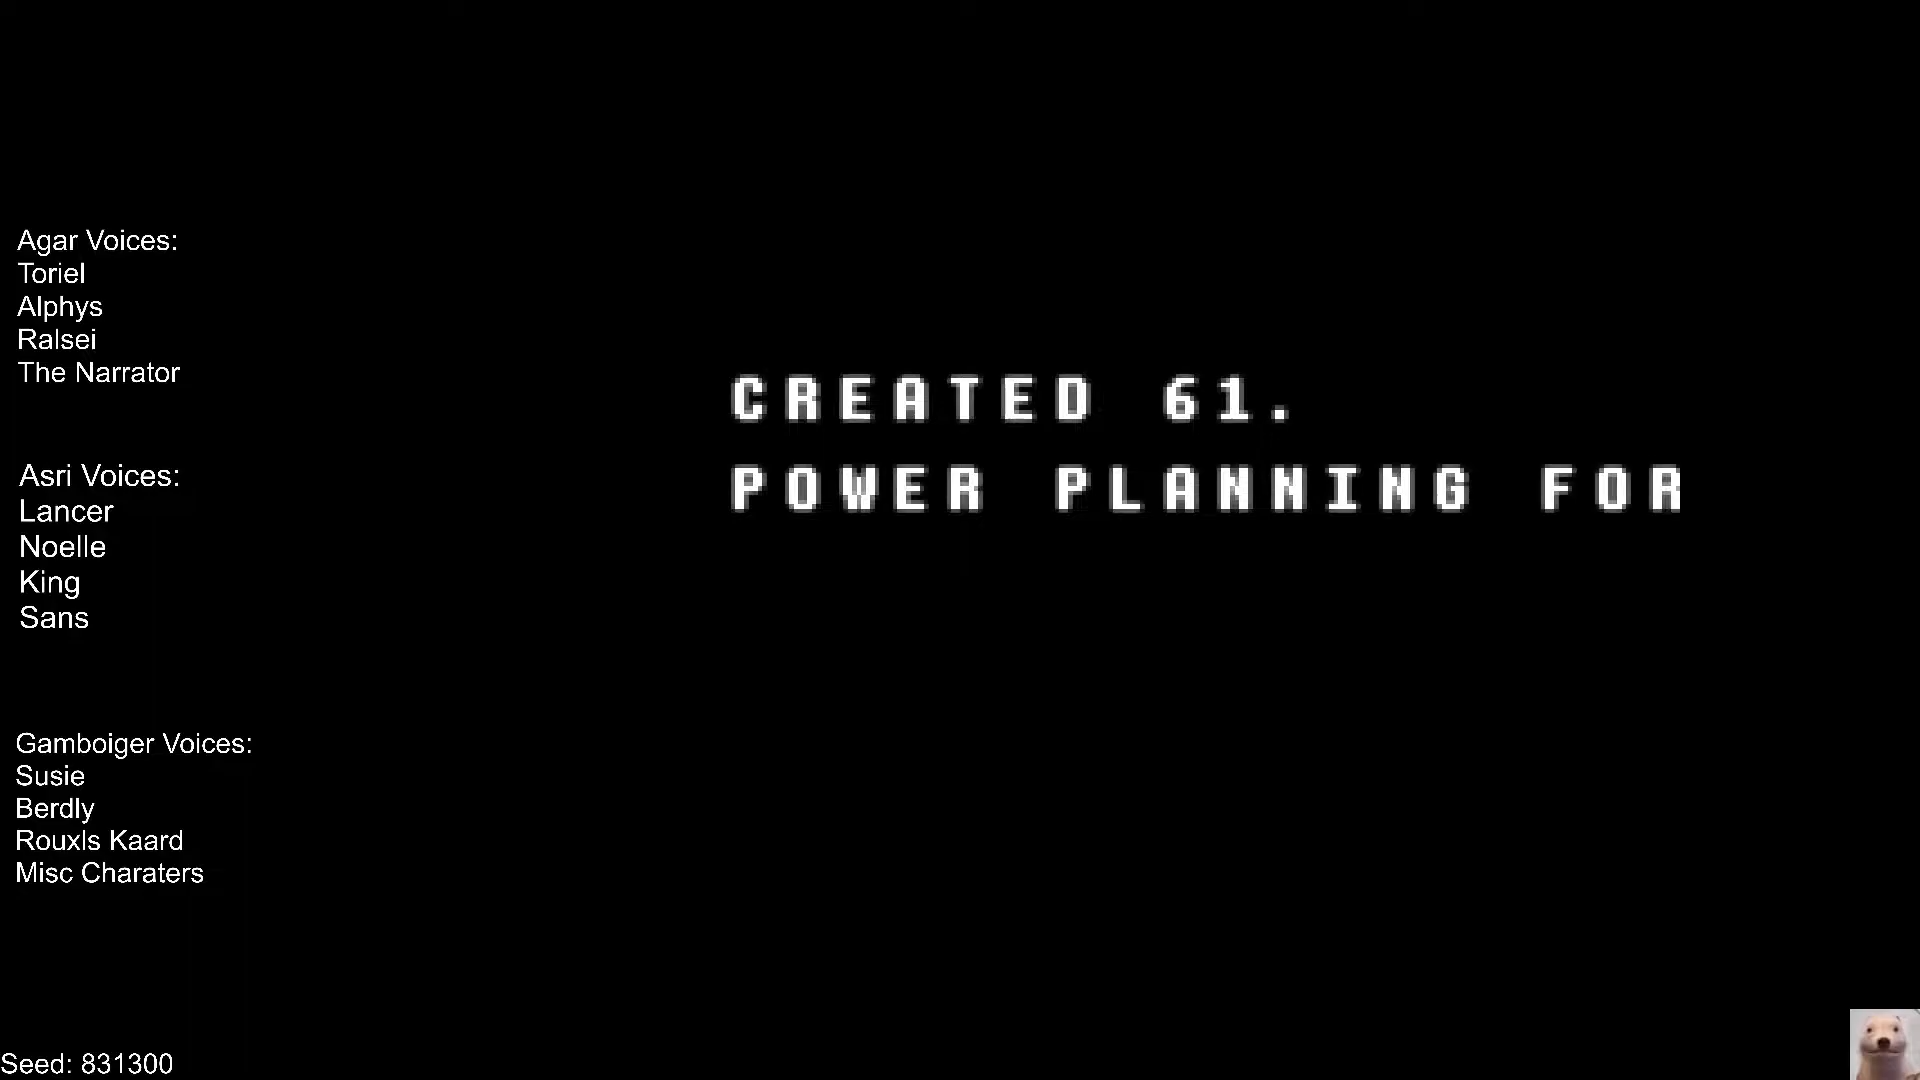 Agar Voices:
Toriel
Alphys
Ralsei
The Narrator
Asri Voices:
Lancer
Noelle
King
Sans
Gamboiger Voices:
Susie
Berdly
Rouxls Kaard
Misc Charaters
CREATED 61.
POWER PLANNING FOR
Seed: 831300